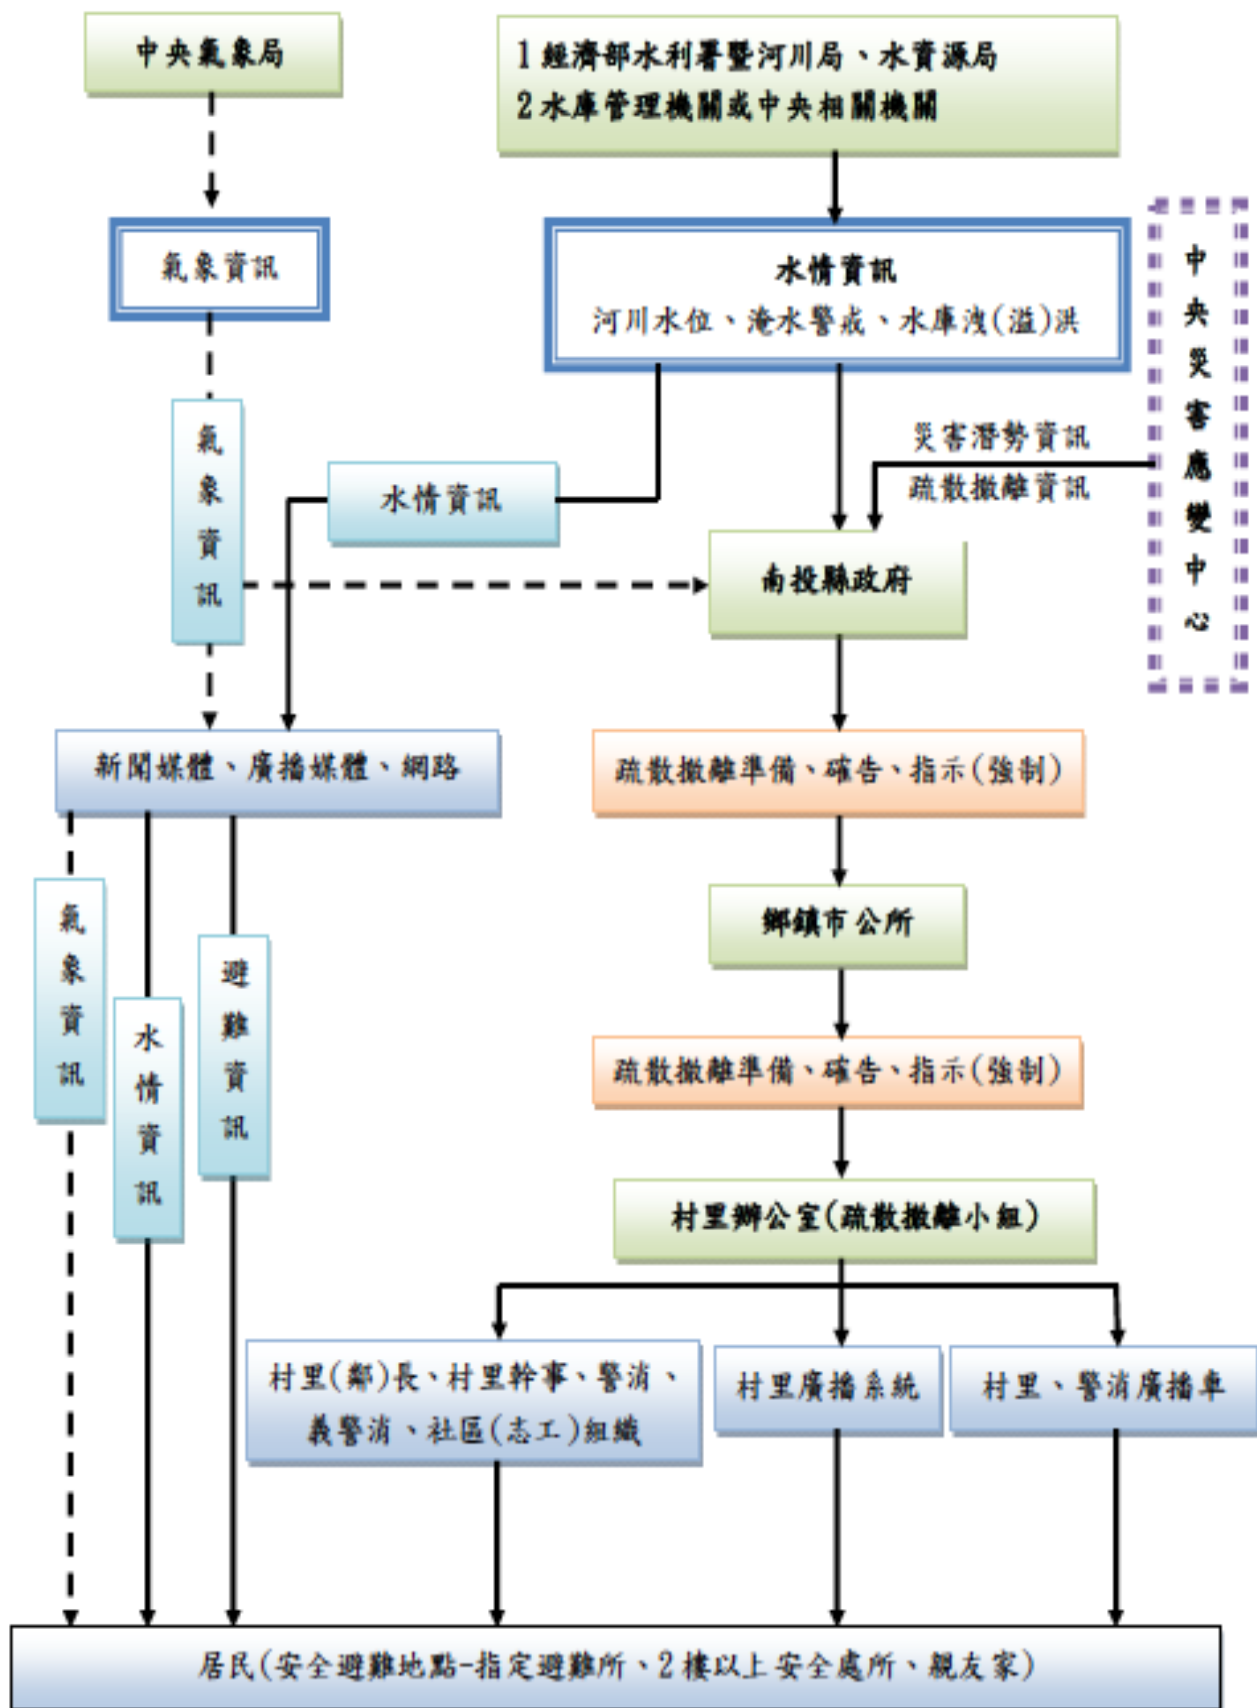 中央氣象局
1 經濟部水利署暨河川局、水資源局
2 水庫管理機關或中央相關機關
氣象資訊
水情資訊
河川水位、淹水警戒、水庫洩(溢)洪
中央災害應變中心
氣象資訊
水情資訊
災害潛勢資訊
疏散撤離資訊
南投縣政府
新聞媒體、廣播媒體、網路
疏散撤離準備、確告、指示(強制)
鄉鎮市公所
氣象資訊
水情資訊
避難資訊
疏散撤離準備、確告、指示(強制)
村里辦公室(疏散撤離小組)
村里(鄰)長、村里幹事、警消、
義警消、社區(志工)組織
村里廣播系統
村里、警消廣播車
居民(安全避難地點-指定避難所、2樓以上安全處所、親友家)